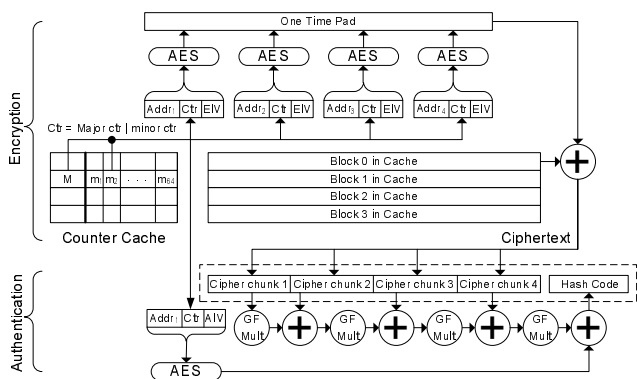 One Time Pad
AES AES AES AES
Addr1 Ctr EIV Addr2 Ctr EIV Addr3 Ctr EIV Addr4 Ctr EIV
Encryption
Ctr = Major ctr | minor ctr
M m1 m2 . . . m64
Counter Cache
Block 0 in Cache
Block 1 in Cache
Block 2 in Cache
Block 3 in Cache
+
Ciphertext
Authentication
Cipher chunk 1 Cipher chunk 2 Cipher chunk 3 Cipher chunk 4 Hash Code
Addr1 Ctr AIV
GF Mult + GF Mult + GF Mult + GF Mult +
AES